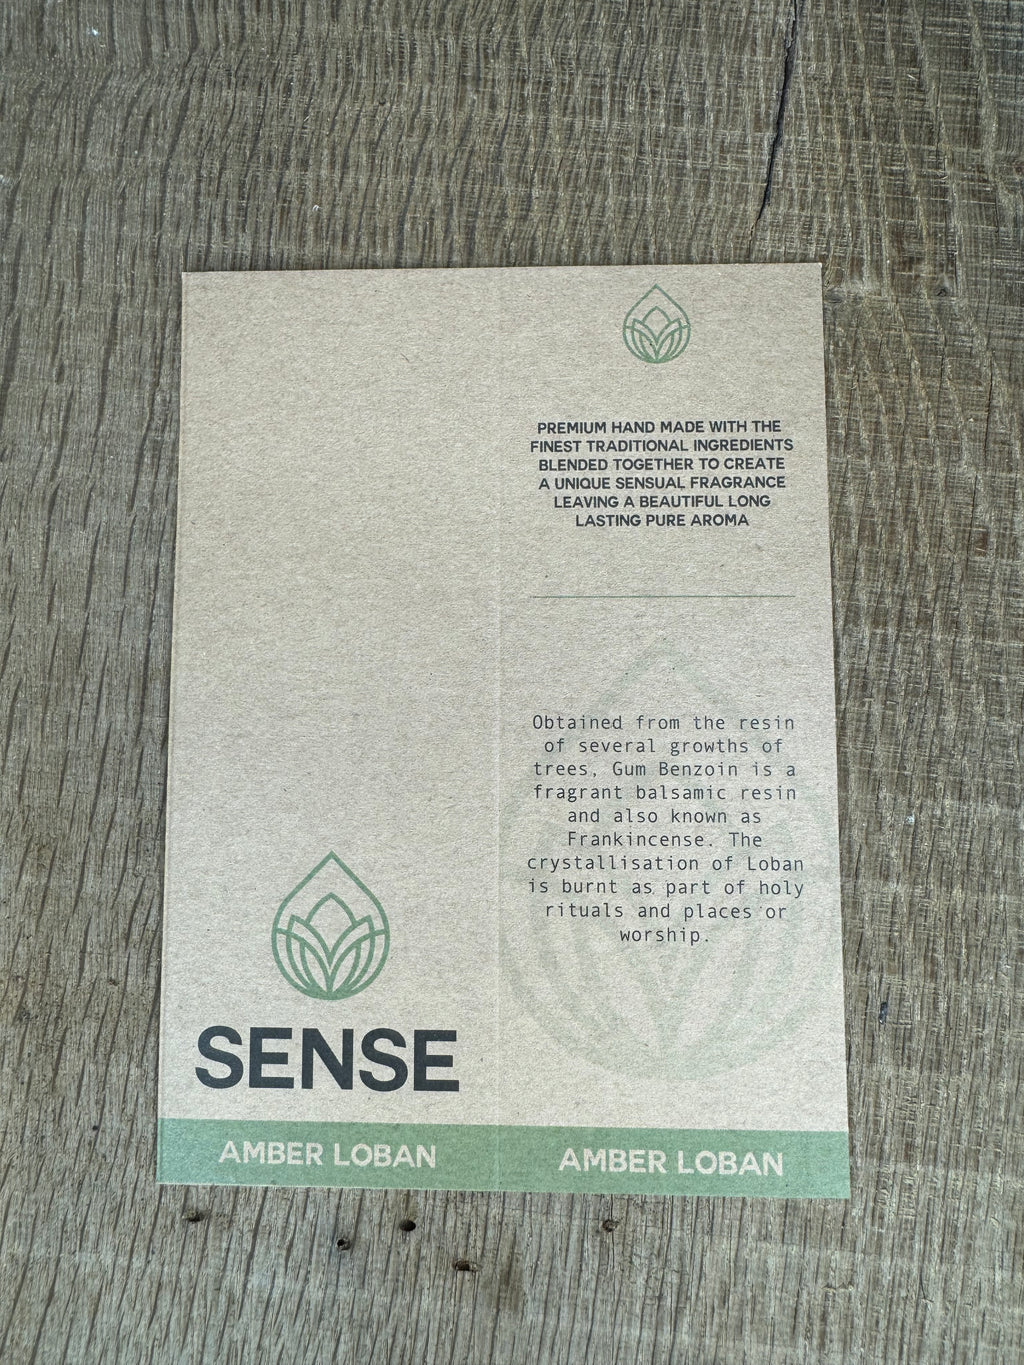 PREMIUM HAND MADE WITH THE
FINEST TRADITIONAL INGREDIENTS
BLENDED TOGETHER TO CREATE
A UNIQUE SENSUAL FRAGRANCE
LEAVING A BEAUTIFUL LONG
LASTING PURE AROMA
Obtained from the resin
of several growths of
trees, Gum Benzoin is a
fragrant balsamic resin
and also known as
Frankincense. The
crystallisation of Loban
is burnt as part of holy
rituals and places or
worship.
SENSE
AMBER LOBAN
AMBER LOBAN